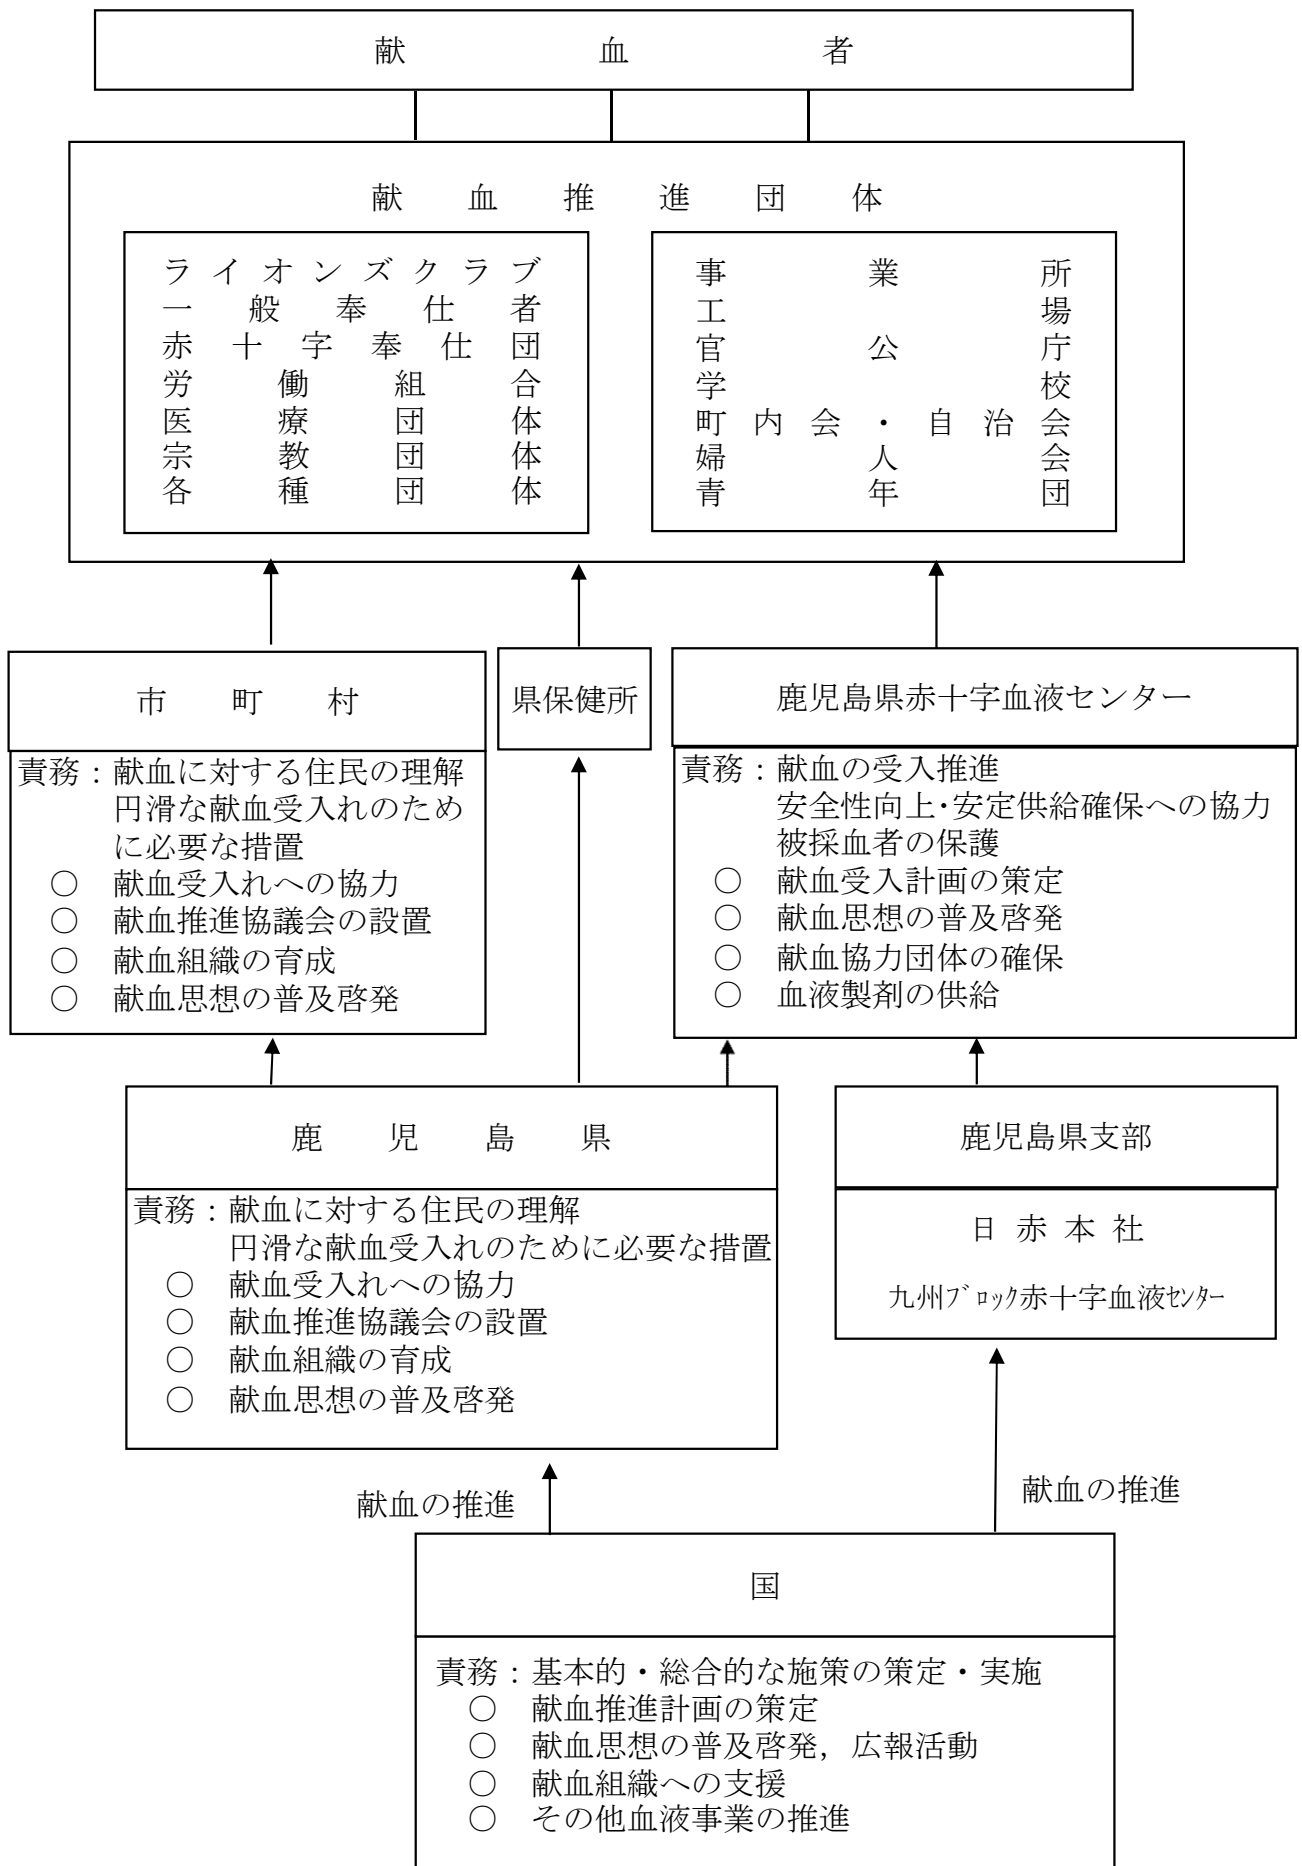 献血者
献血推進団体
ライオンズクラブ
一般奉仕者
赤十字奉仕団
労働組合
医療団体
宗教団体
各種団体
事業所
工場
官公庁
学校
町内会・自治会
婦人会
青年団
市町村
責務：献血に対する住民の理解
円滑な献血受入れのため
に必要な措置
○ 献血受入れへの協力
○ 献血推進協議会の設置
○ 献血組織の育成
○ 献血思想の普及啓発
県保健所
鹿児島県赤十字血液センター
責務：献血の受入推進
安全性向上･安定供給確保への協力
被採血者の保護
○ 献血受入計画の策定
○ 献血思想の普及啓発
○ 献血協力団体の確保
○ 血液製剤の供給
鹿児島県
責務：献血に対する住民の理解
円滑な献血受入れのために必要な措置
○ 献血受入れへの協力
○ 献血推進協議会の設置
○ 献血組織の育成
○ 献血思想の普及啓発
鹿児島県支部
日赤本社
九州ﾌﾞﾛｯｸ赤十字血液ｾﾝﾀｰ
献血の推進
献血の推進
国
責務：基本的・総合的な施策の策定・実施
○ 献血推進計画の策定
○ 献血思想の普及啓発，広報活動
○ 献血組織への支援
○ その他血液事業の推進